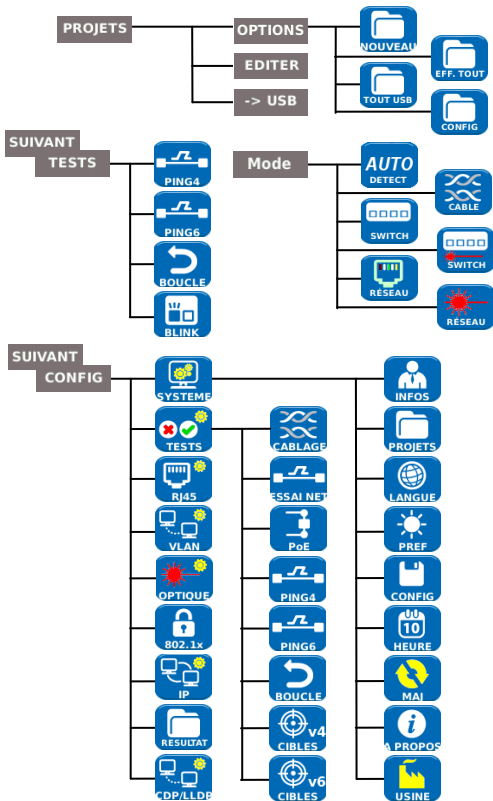 PROJETS
OPTIONS
NOUVEAU
EDITER
EFF. TOUT
-> USB
TOUT USB
CONFIG
SUIVANT
TESTS
PING4
PING6
BOUCLE
BLINK
Mode
AUTO
DETECT
CABLE
SWITCH
SWITCH
RÉSEAU
RÉSEAU
SUIVANT
CONFIG
SYSTEME
INFOS
TESTS
CABLAGE
PROJETS
RJ45
ESSAI NET
LANGUE
VLAN
PoE
PREF
OPTIQUE
PING4
CONFIG
802.1x
PING6
10
HEURE
IP
BOUCLE
MAJ
RESULTAT
v4
CIBLES
i
A PROPOS
CDP/LLDP
v6
CIBLES
USINE